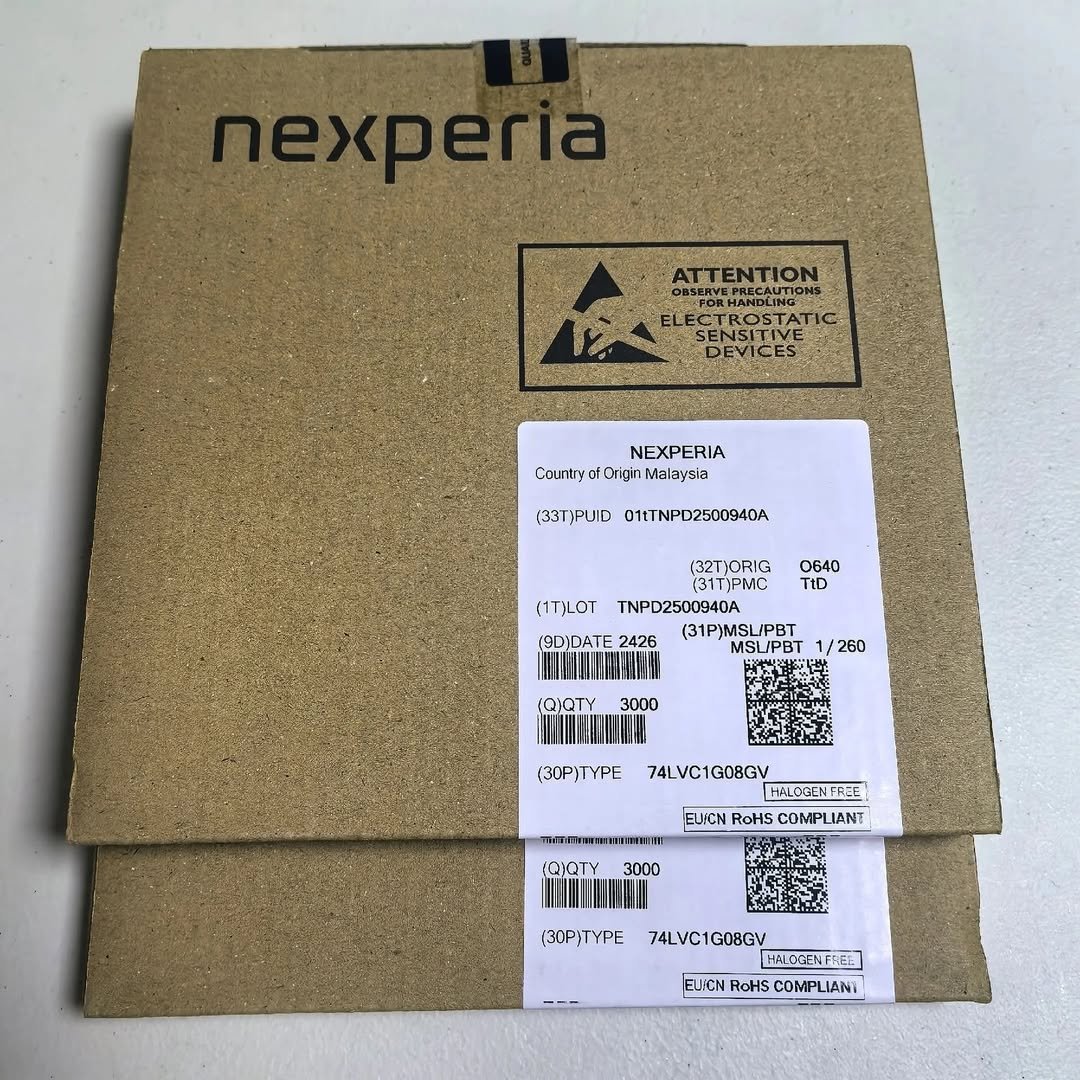 QUAL
nexperia
ATTENTION
OBSERVE PRECAUTIONS
FOR HANDLING
ELECTROSTATIC
SENSITIVE
DEVICES
NEXPERIA
Country of Origin Malaysia
(33T)PUID 01tTNPD2500940A
(32T)ORIG O640
(31T)PMC TtD
(1T)LOT TNPD2500940A
(9D)DATE 2426
(31P)MSL/PBT
MSL/PBT 1/260
(Q)QTY 3000
(30P)TYPE 74LVC1G08GV
HALOGEN FREE
EU/CN RoHS COMPLIANT
(Q)QTY 3000
(30P)TYPE 74LVC1G08GV
HALOGEN FREE
EU/CN RoHS COMPLIANT